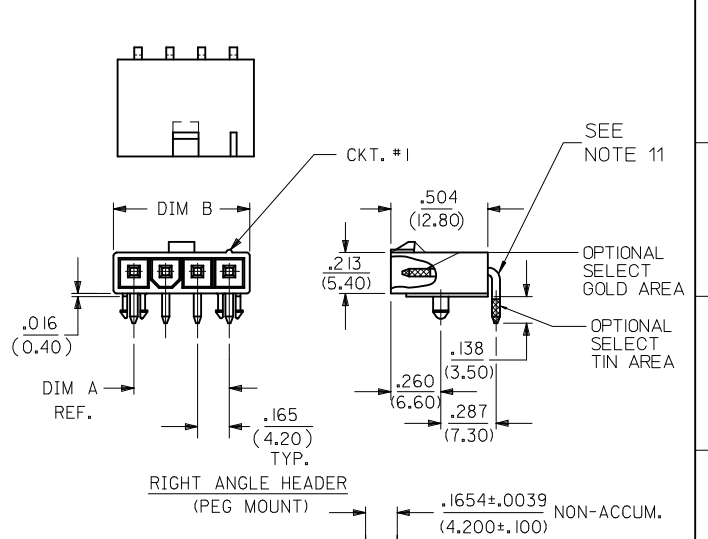 SEE
NOTE 11
CKT. #1
DIM B
.504
(12.80)
OPTIONAL
SELECT
GOLD AREA
.213
(5.40)
.016
(0.40)
OPTIONAL
SELECT
TIN AREA
.138
(3.50)
DIM A
REF.
.260
(6.60)
.287
(7.30)
.165
(4.20)
TYP.
RIGHT ANGLE HEADER
(PEG MOUNT)
.1654±.0039
(4.200±.100)
NON-ACCUM.